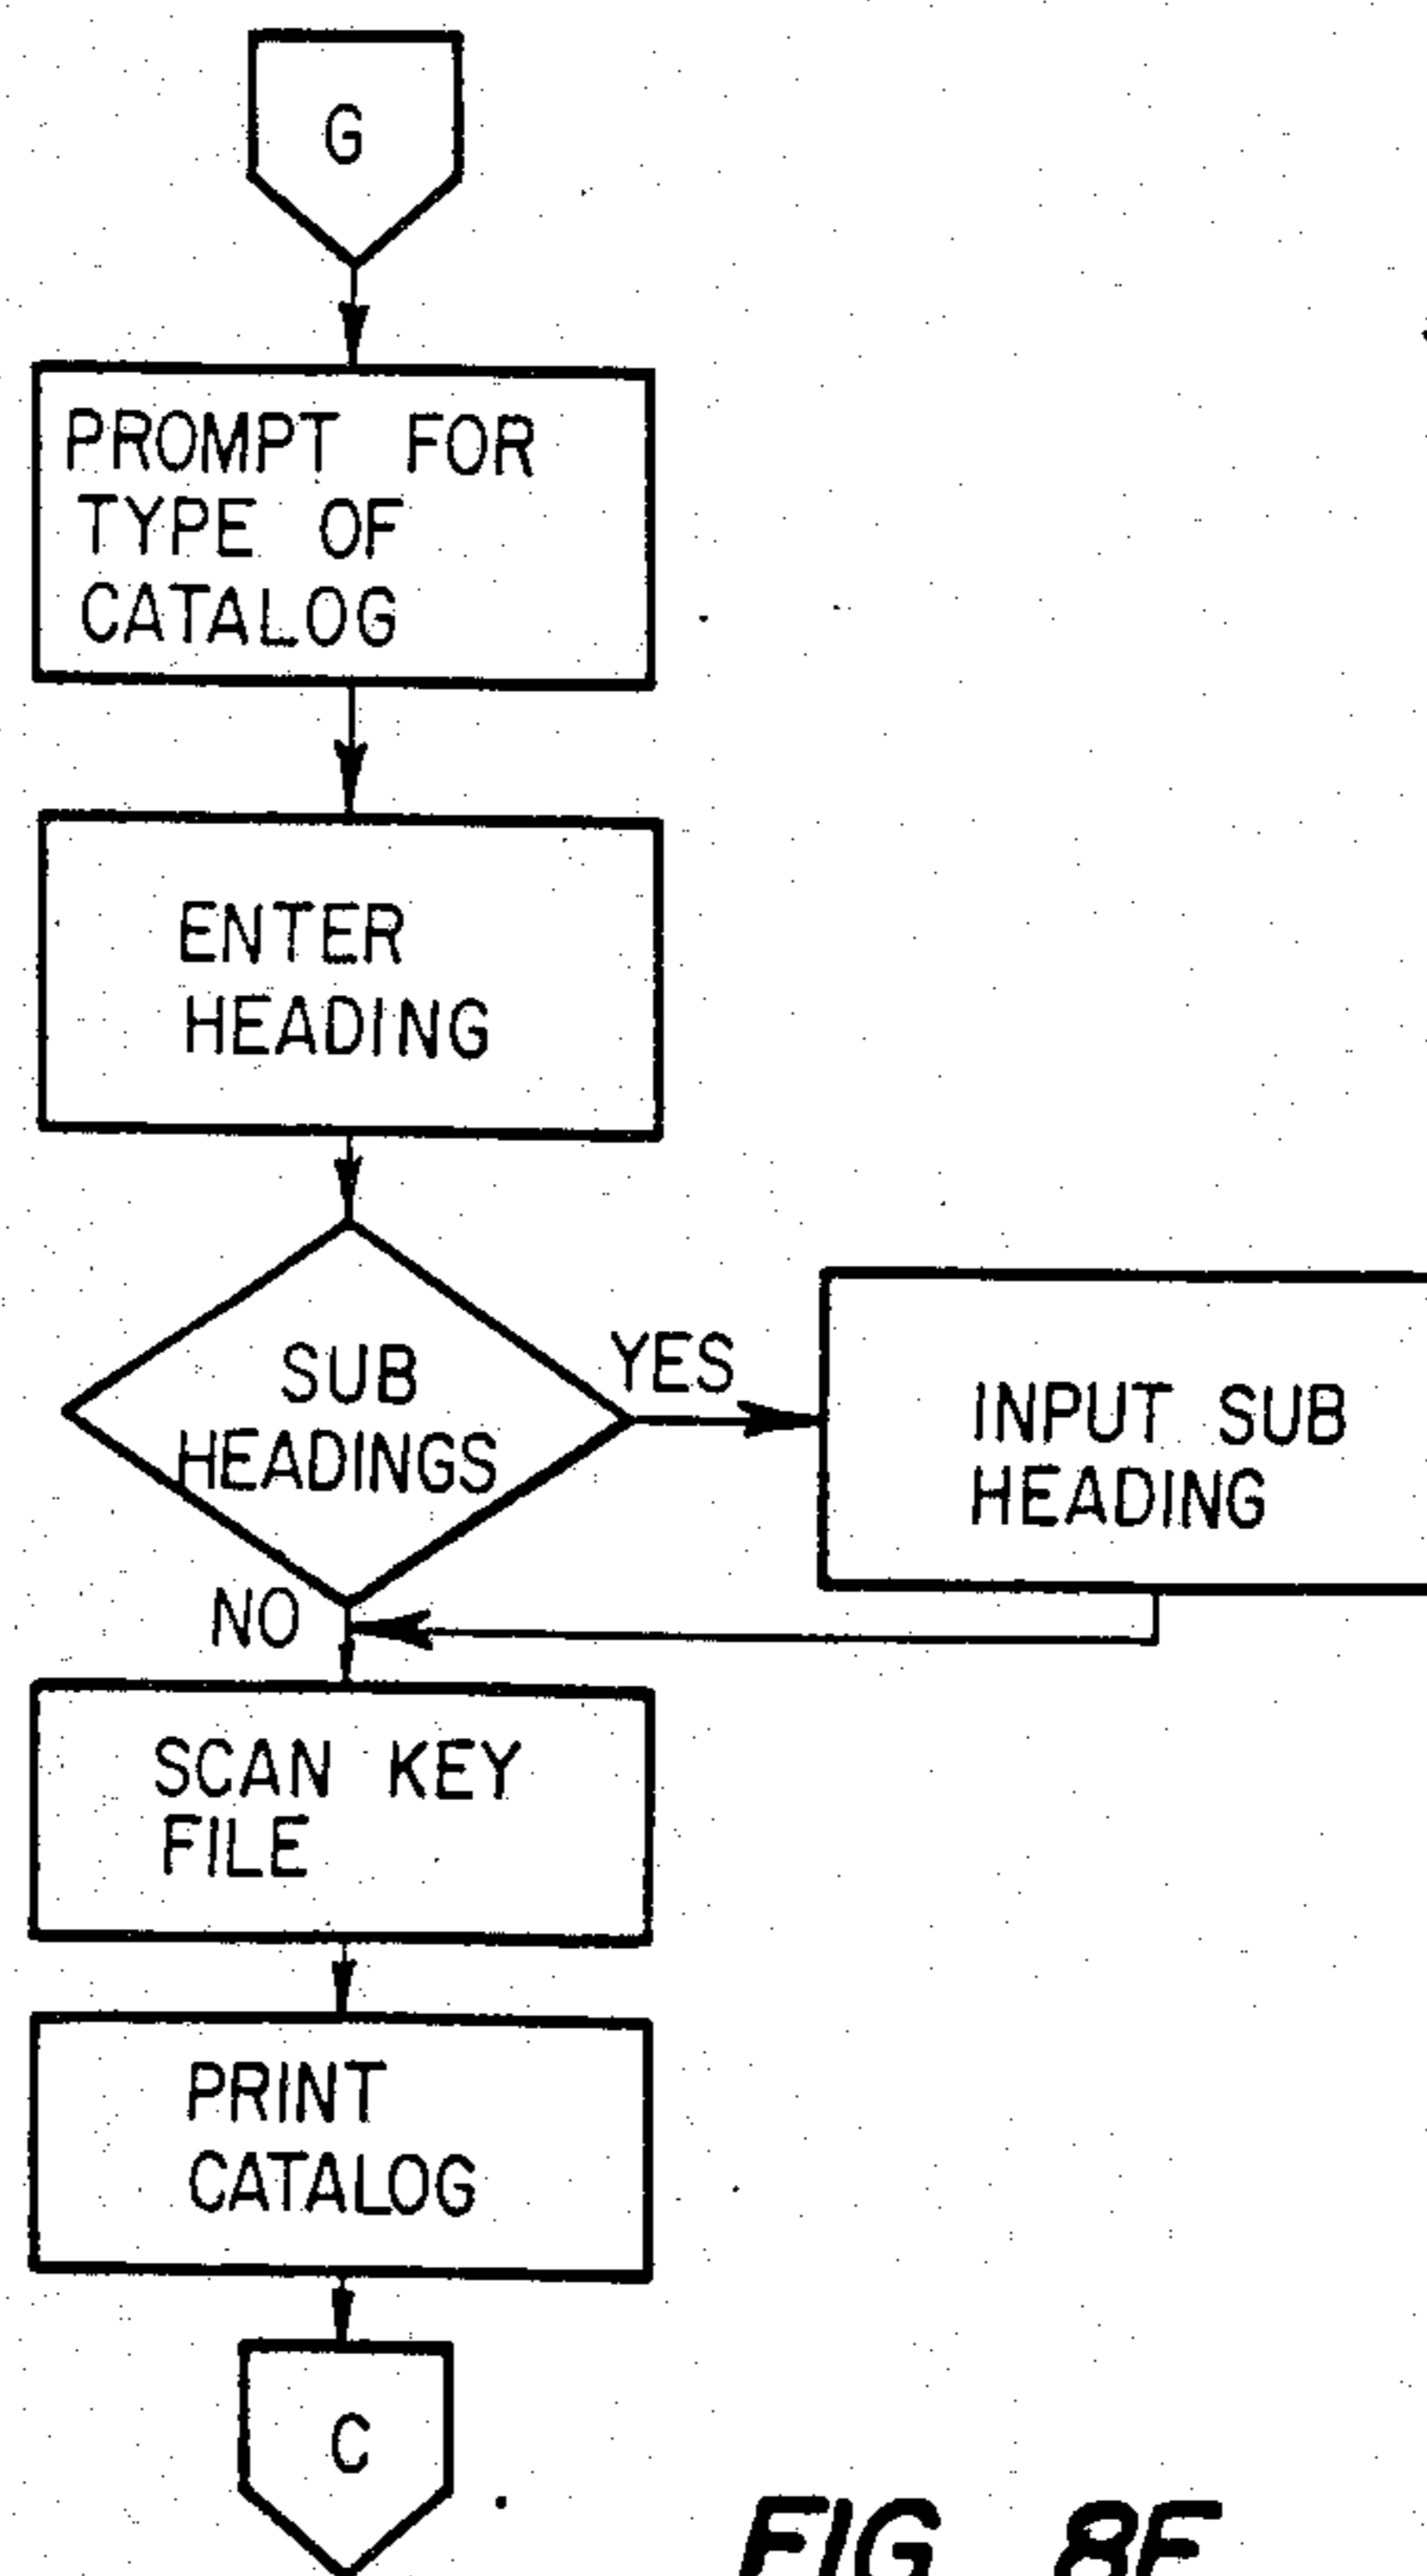 G
PROMPT FOR
TYPE OF
CATALOG
ENTER
HEADING
SUB
HEADINGS
YES
INPUT SUB
HEADING
NO
SCAN KEY
FILE
PRINT
CATALOG
C
FIG